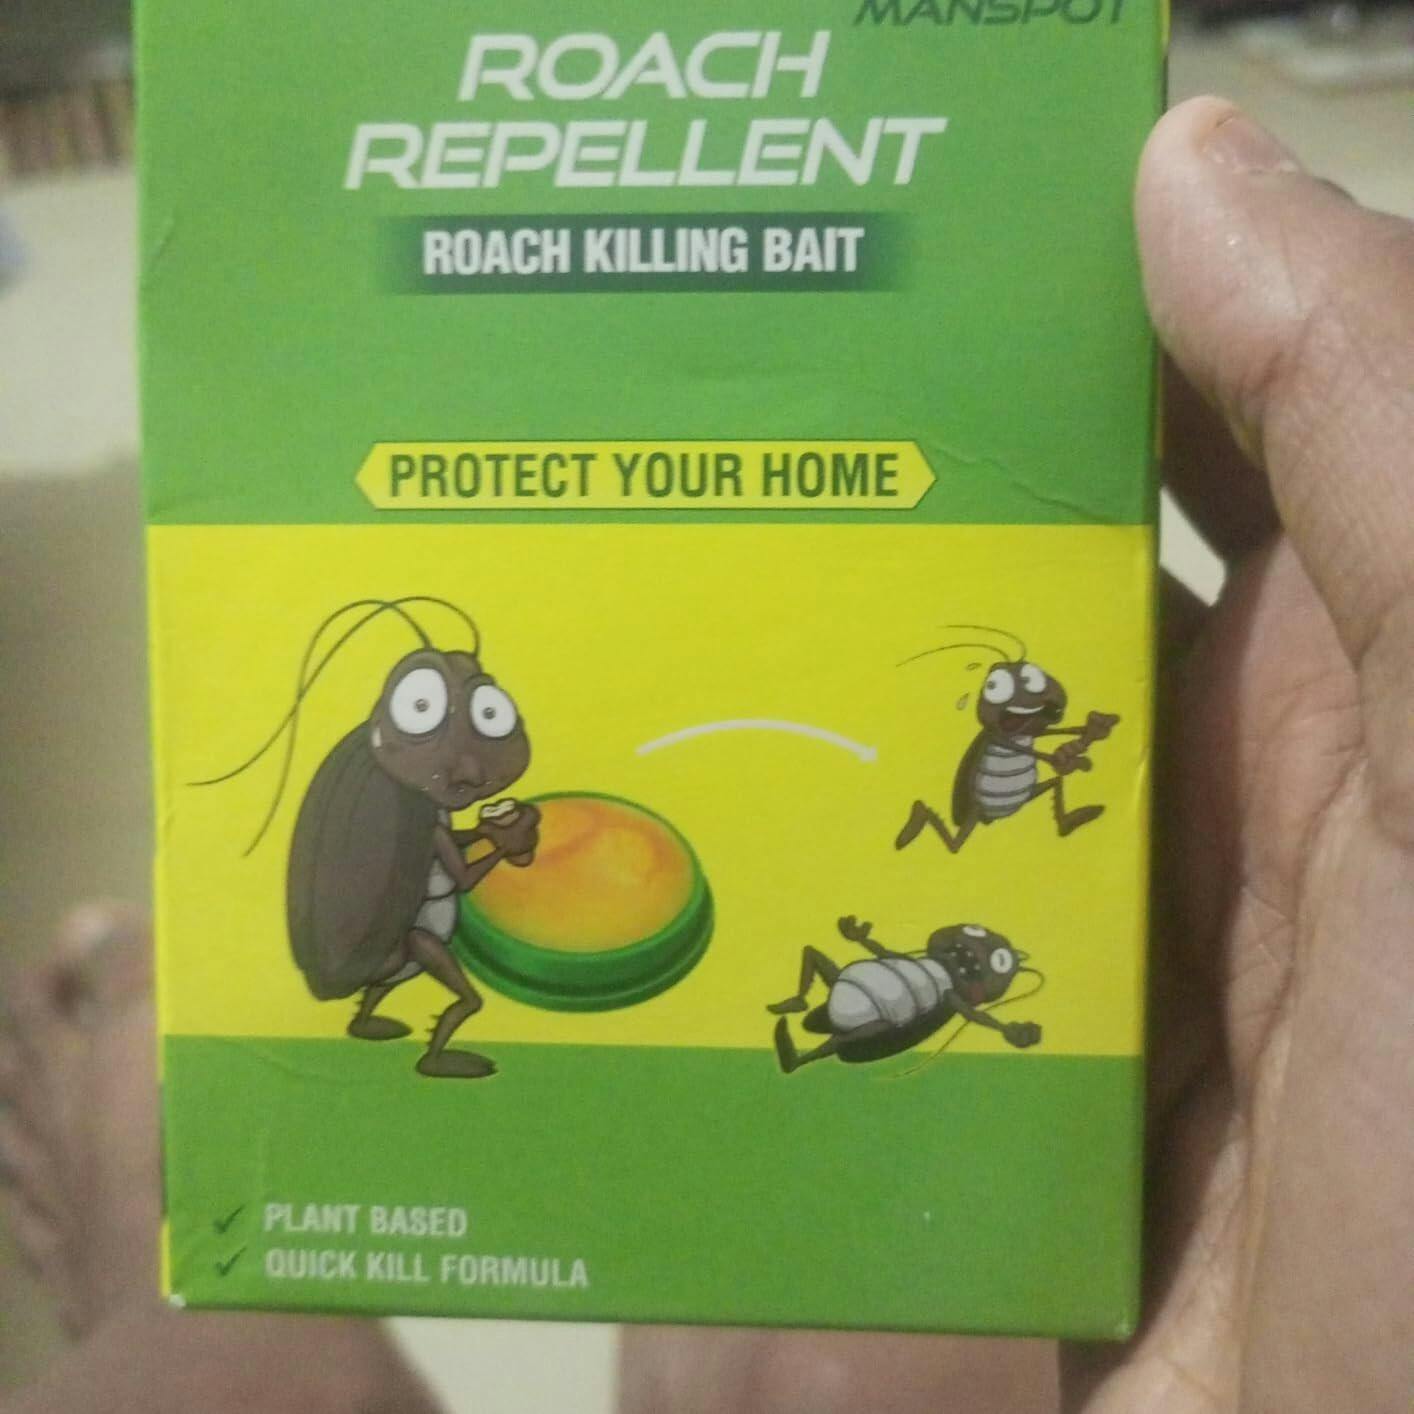 MANSPOT
ROACH
REPELLENT
ROACH KILLING BAIT
PROTECT YOUR HOME
PLANT BASED
QUICK KILL FORMULA